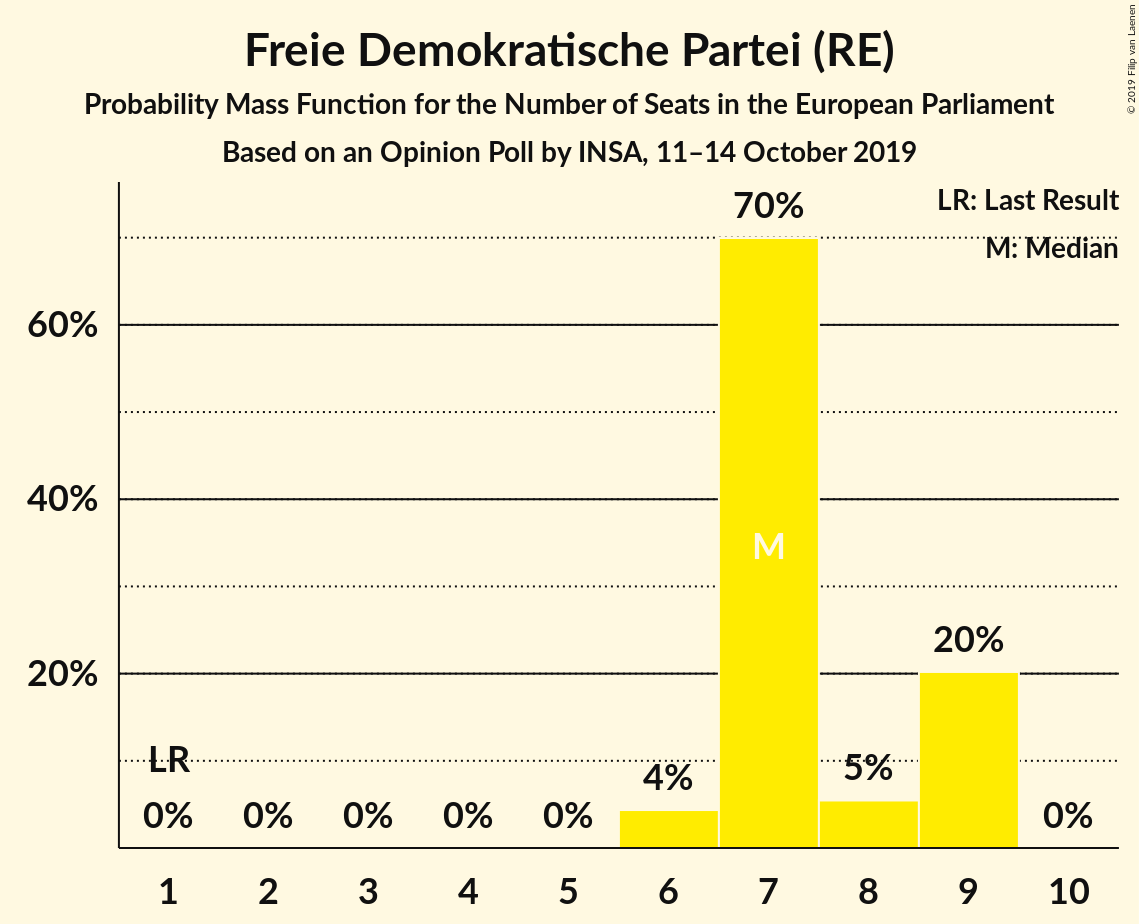 Freie Demokratische Partei (RE)
Probability Mass Function for the Number of Seats in the European Parliament
Based on an Opinion Poll by INSA, 11–14 October 2019
© 2019 Filip van Laenen
LR: Last Result
M: Median
70%
60%
40%
M
20%
20%
LR
4%
5%
0%
0%
0%
0%
0%
0%
1
2
3
4
5
6
7
8
9
10